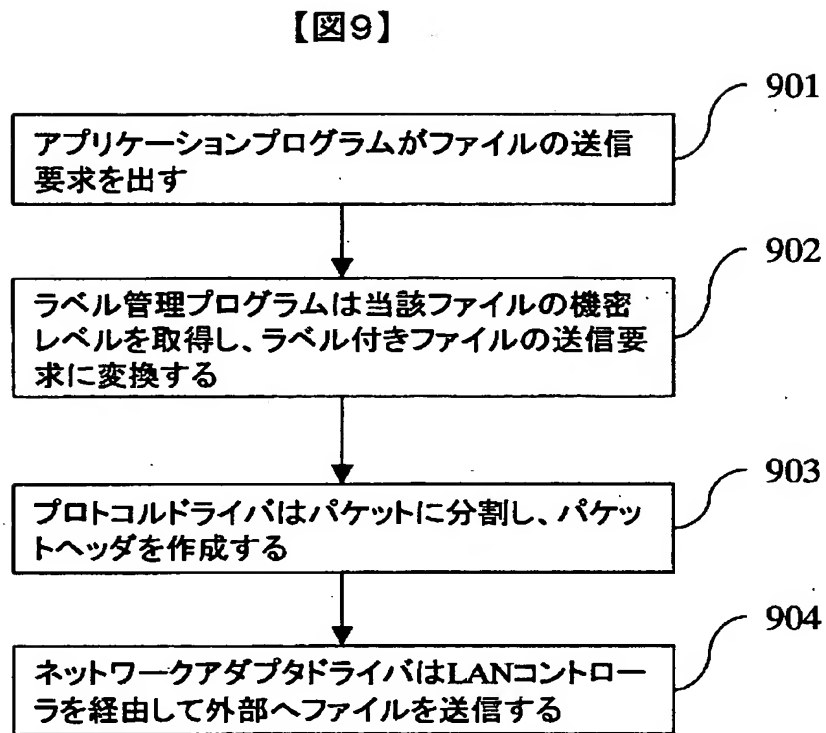 【図9】
901
アプリケーションプログラムがファイルの送信
要求を出す
902
ラベル管理プログラムは当該ファイルの機密
レベルを取得し、ラベル付きファイルの送信要
求に変換する
903
プロトコルドライバはパケットに分割し、パケッ
トヘッダを作成する
904
ネットワークアダプタドライバはLANコントロー
ラを経由して外部へファイルを送信する